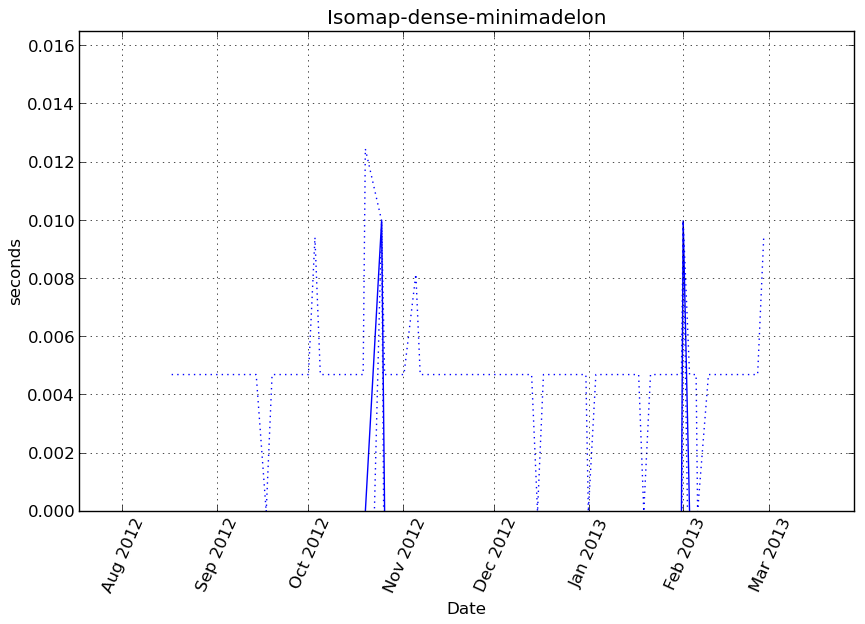 Isomap-dense-minimadelon
0.016
0.014
0.012
0.010
0.008
0.006
0.004
0.002
0.000
seconds
Aug 2012
Sep 2012
Oct 2012
Nov 2012
Dec 2012
Jan 2013
Feb 2013
Mar 2013
Date